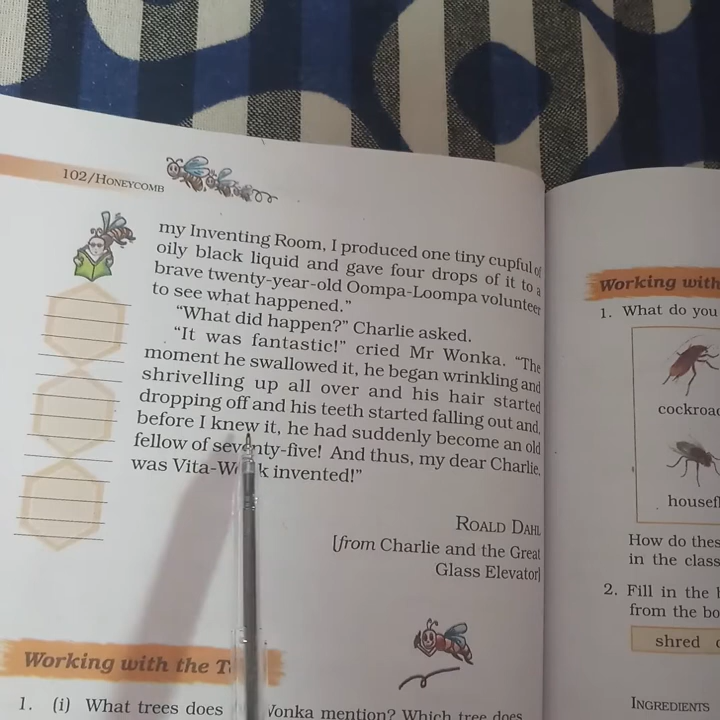 102/HONEYCOMB
my Inventing Room, I produced one tiny cupful of
oily black liquid and gave four drops of it to a
brave twenty-year-old Oompa-Loompa volunteer
to see what happened.”
“What did happen?” Charlie asked.
“It was fantastic!” cried Mr Wonka. “The
moment he swallowed it, he began wrinkling and
shrivelling up all over and his hair started
dropping off and his teeth started falling out and,
before I knew it, he had suddenly become an old
fellow of seventy-five! And thus, my dear Charlie,
was Vita-Wonk invented!”
ROALD DAHL
[from Charlie and the Great
Glass Elevator]
Working with the
1. (i) What trees does Wonka mention? Which tree does
Working with
1. What do you
cockroac
housefl
How do thes
in the class
2. Fill in the
from the bo
shred
INGREDIENTS